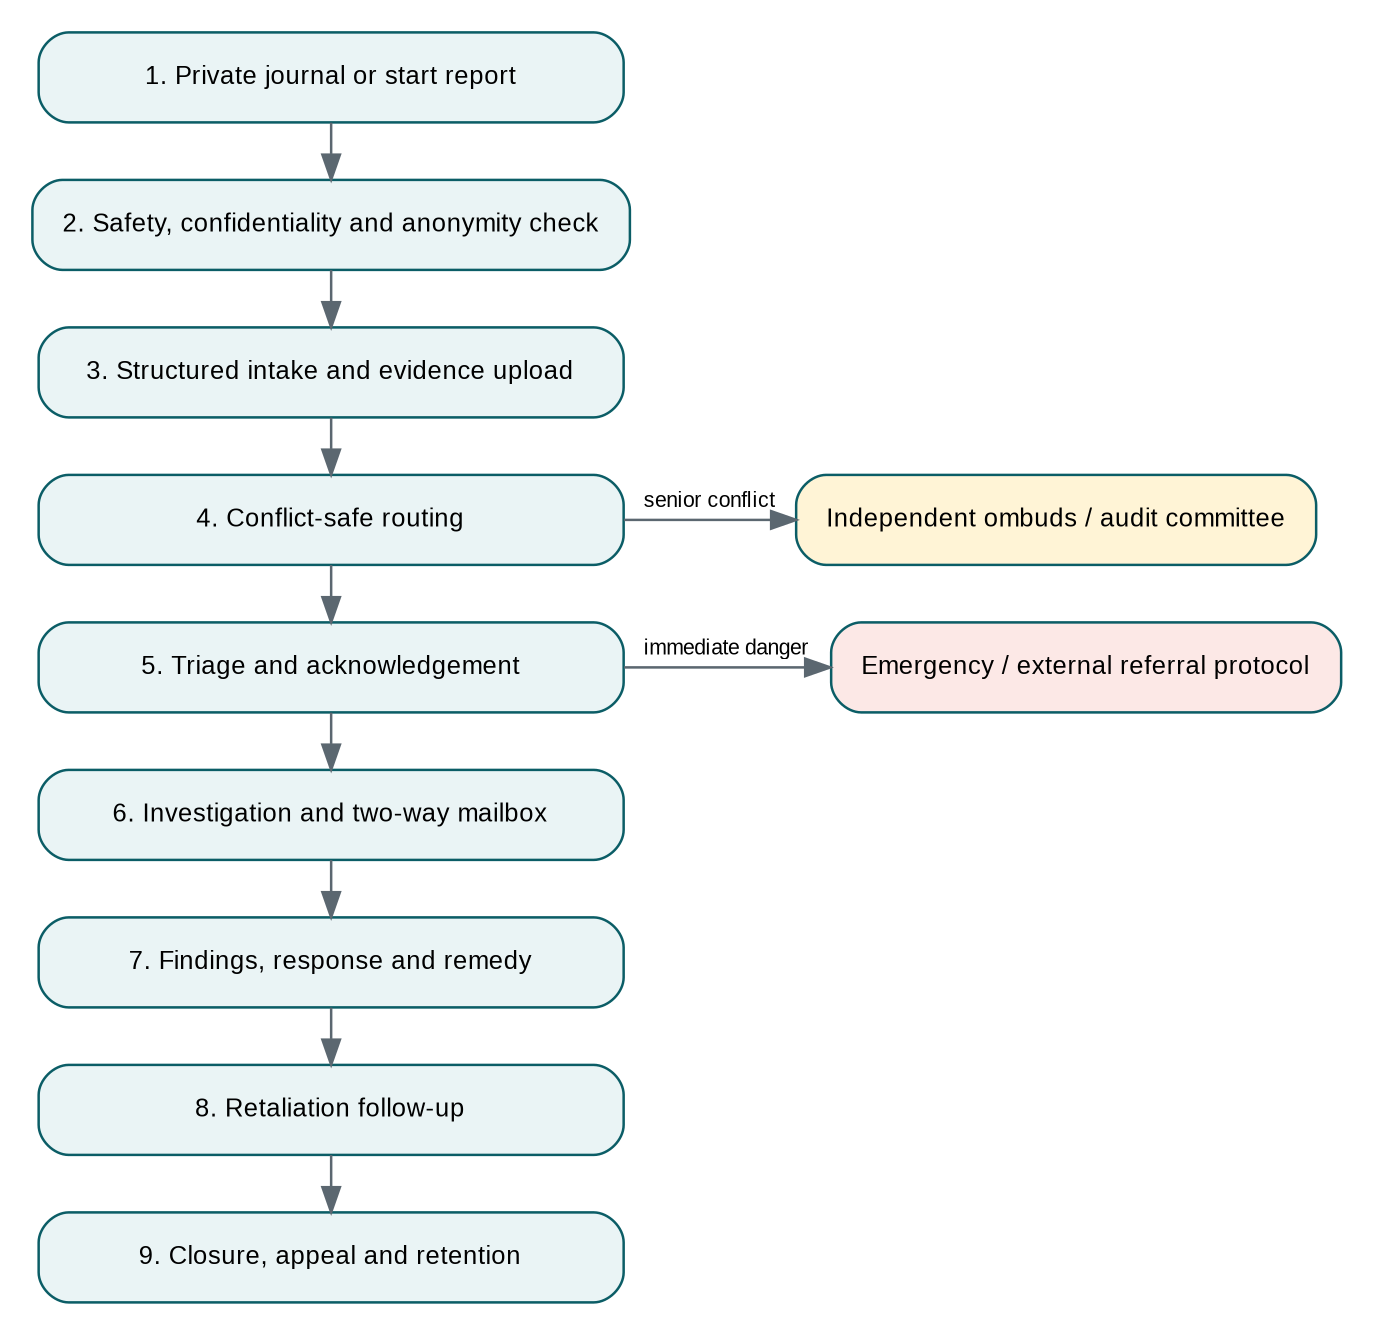 1. Private journal or start report
2. Safety, confidentiality and anonymity check
3. Structured intake and evidence upload
4. Conflict-safe routing
senior conflict
Independent ombuds / audit committee
5. Triage and acknowledgement
immediate danger
Emergency / external referral protocol
6. Investigation and two-way mailbox
7. Findings, response and remedy
8. Retaliation follow-up
9. Closure, appeal and retention